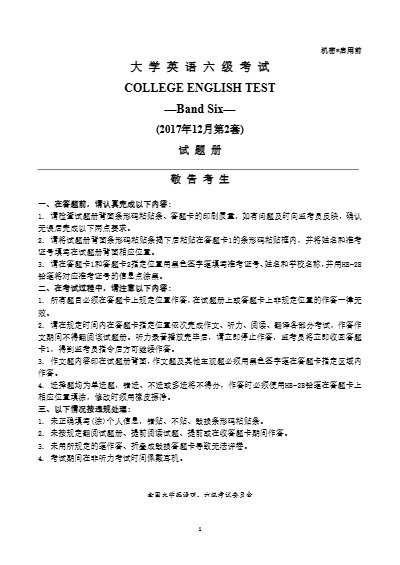 机密*启用前
大 学 英 语 六 级 考 试
COLLEGE ENGLISH TEST
—Band Six—
(2017年12月第2套)
试 题 册
敬 告 考 生
一、在答题前，请认真完成以下内容：
1. 请检查试题册背面条形码粘贴条、答题卡的印刷质量，如有问题及时向监考员反映，确认
无误后完成以下两点要求。
2. 请将试题册背面条形码粘贴条揭下后粘贴在答题卡1的条形码粘贴框内，并将姓名和准考
证号填写在试题册背面相应位置。
3. 请在答题卡1和答题卡2指定位置用黑色签字笔填写准考证号、姓名和学校名称，并用HB-2B
铅笔将对应准考证号的信息点涂黑。
二、在考试过程中，请注意以下内容：
1. 所有题目必须在答题卡上规定位置作答，在试题册上或答题卡上非规定位置的作答一律无
效。
2. 请在规定时间内在答题卡指定位置依次完成作文、听力、阅读、翻译各部分考试，作答作
文期间不得翻阅该试题册。听力录音播放完毕后，请立即停止作答，监考员将立即收回答题
卡1，得到监考员指令后方可继续作答。
3. 作文题内容印在试题册背面，作文题及其他主观题必须用黑色签字笔在答题卡指定区域内
作答。
4. 选择题均为单选题，错选、不选或多选将不得分，作答时必须使用HB-2B铅笔在答题卡上
相应位置填涂，修改时须用橡皮擦净。
三、以下情况按违规处理：
1. 未正确填写(涂)个人信息，错贴、不贴、毁损条形码粘贴条。
2. 未按规定翻阅试题册、提前阅读试题、提前或在收答题卡期间作答。
3. 未用所规定的笔作答、折叠或毁损答题卡导致无法评卷。
4. 考试期间在非听力考试时间佩戴耳机。
全国大学英语四、六级考试委员会
1